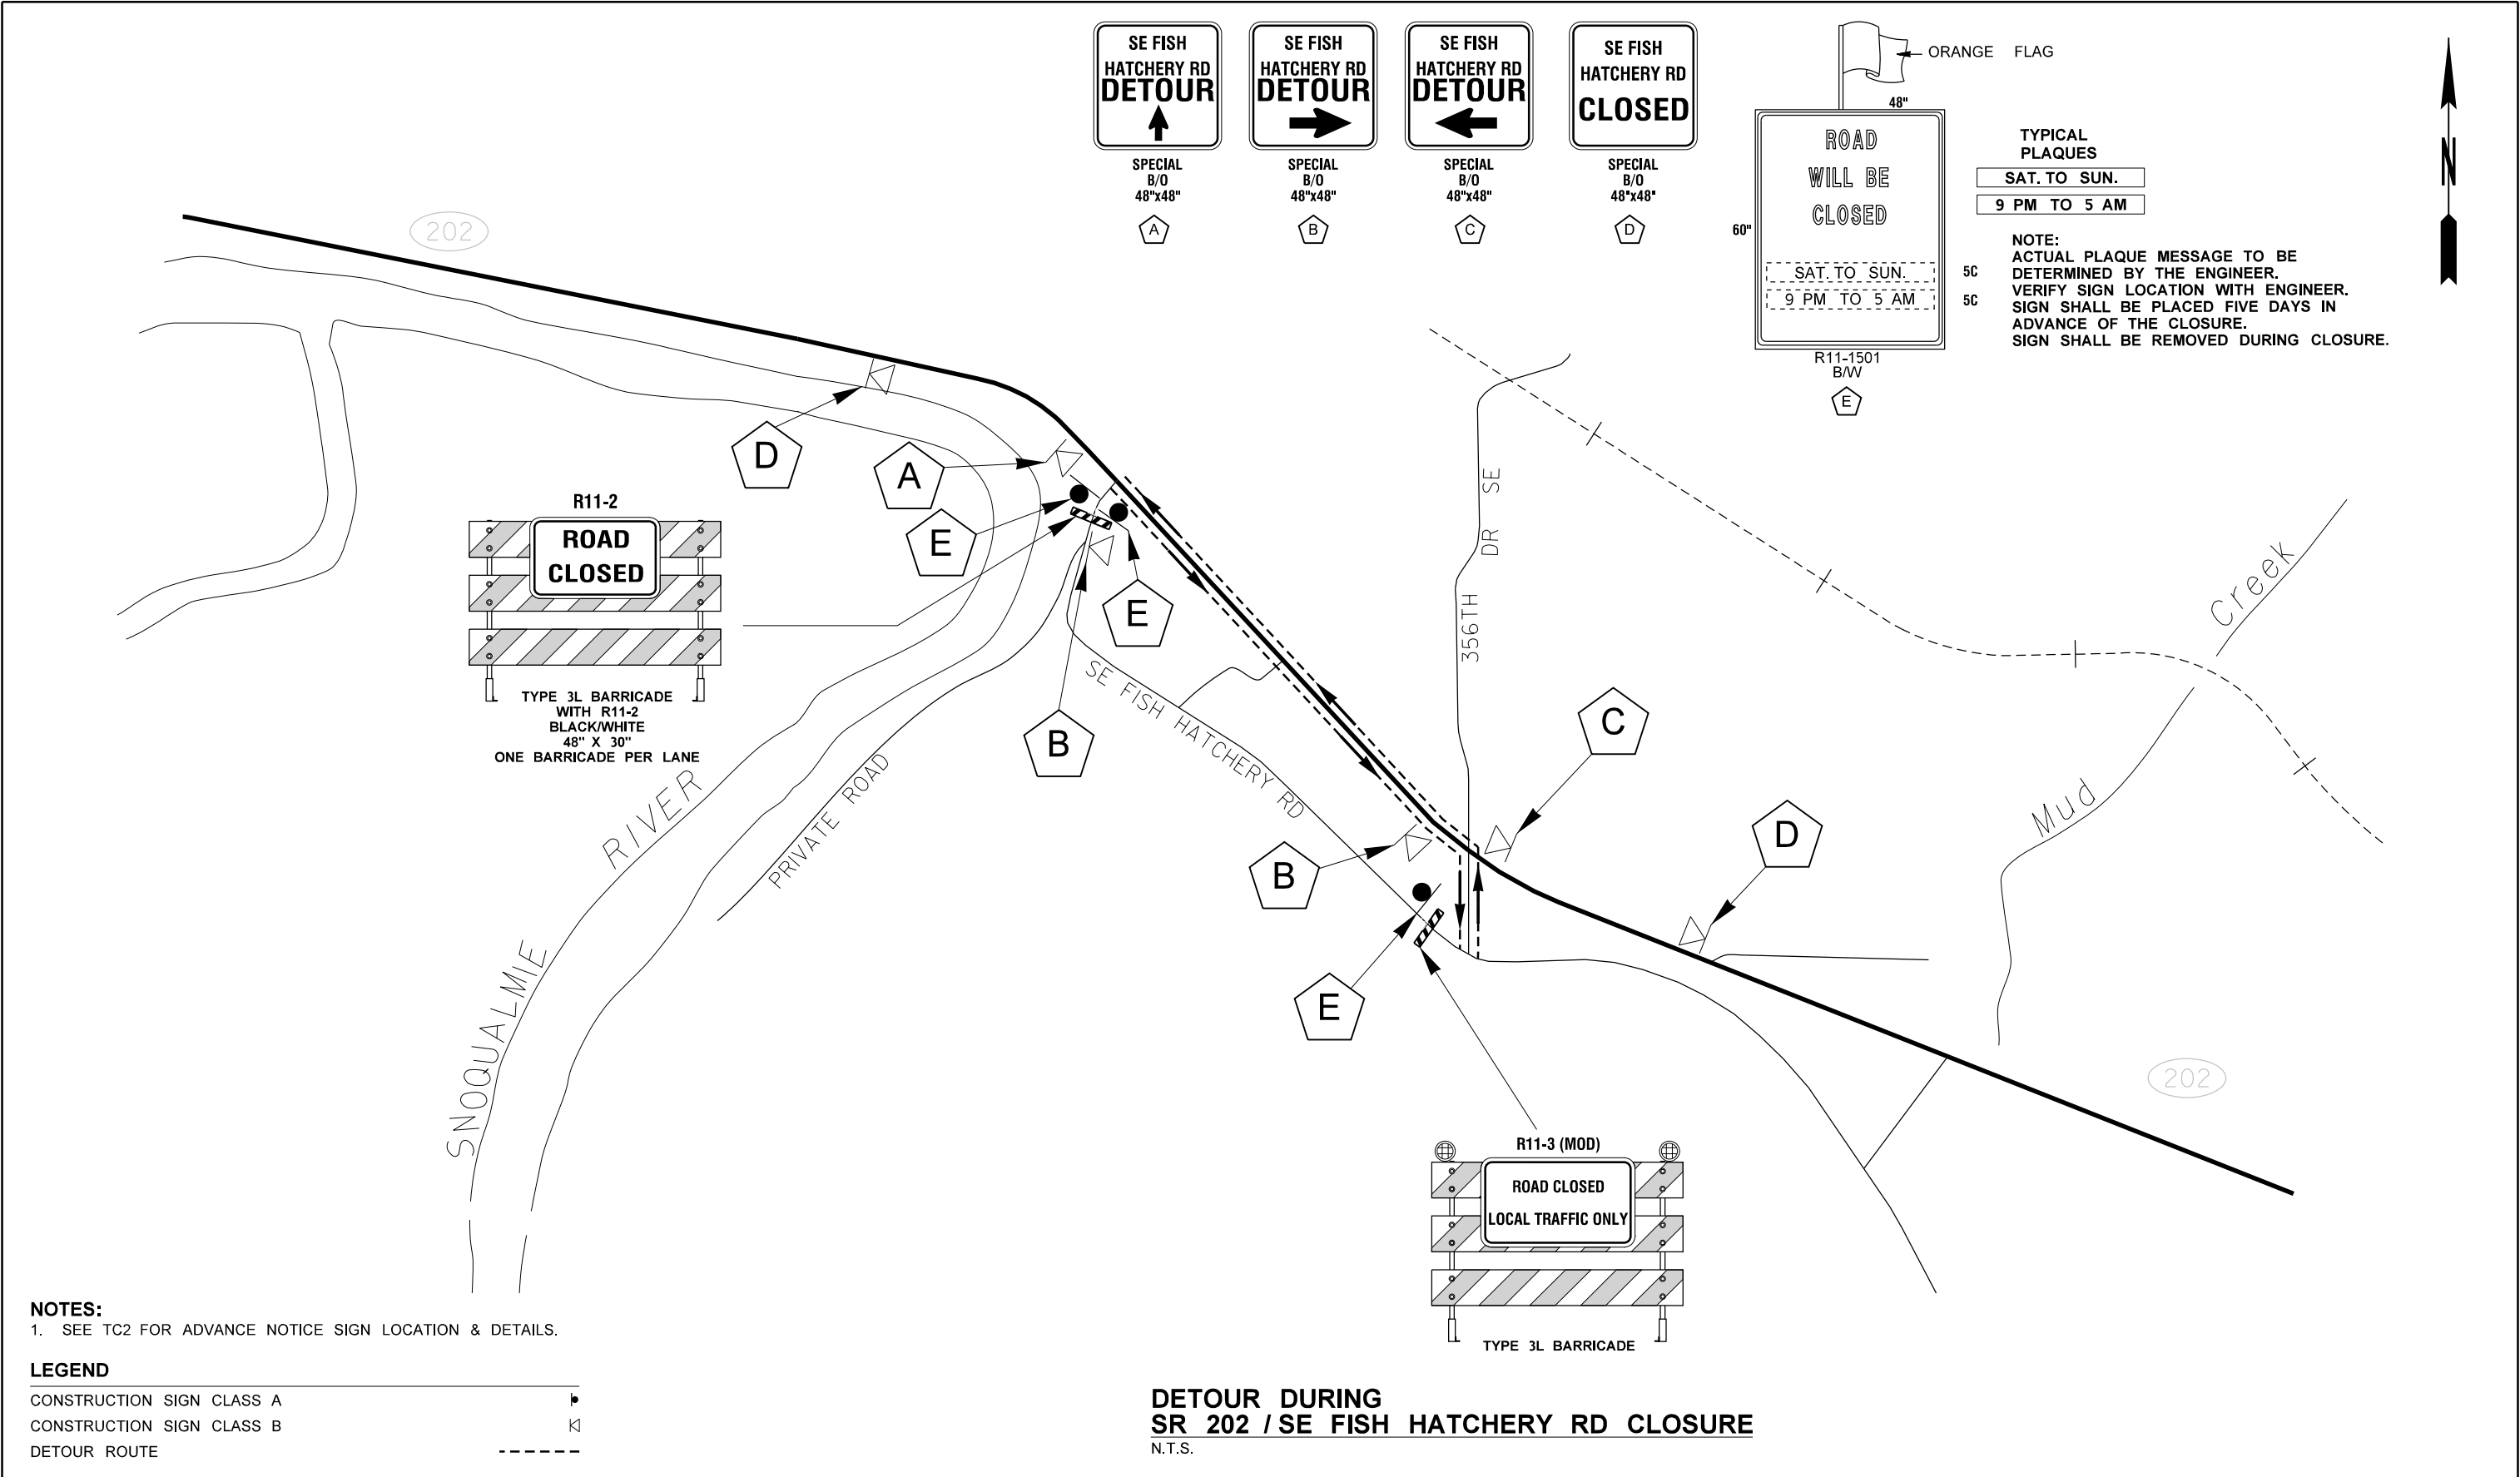 SE FISH
HATCHERY RD
DETOUR
SPECIAL
B/O
48"x48"
A
SE FISH
HATCHERY RD
DETOUR
SPECIAL
B/O
48"x48"
B
SE FISH
HATCHERY RD
DETOUR
SPECIAL
B/O
48"x48"
C
SE FISH
HATCHERY RD
CLOSED
SPECIAL
B/O
48"x48"
D
ORANGE FLAG
48"
60"
ROAD
WILL BE
CLOSED
SAT. TO SUN.
5C
9 PM TO 5 AM
5C
R11-1501
B/W
E
TYPICAL
PLAQUES
SAT. TO SUN.
9 PM TO 5 AM
NOTE:
ACTUAL PLAQUE MESSAGE TO BE
DETERMINED BY THE ENGINEER.
VERIFY SIGN LOCATION WITH ENGINEER.
SIGN SHALL BE PLACED FIVE DAYS IN
ADVANCE OF THE CLOSURE.
SIGN SHALL BE REMOVED DURING CLOSURE.
N
202
D
A
E
E
B
R11-2
ROAD
CLOSED
TYPE 3L BARRICADE
WITH R11-2
BLACK/WHITE
48" X 30"
ONE BARRICADE PER LANE
SE FISH HATCHERY RD
356TH DR SE
PRIVATE ROAD
SNOQUALMIE RIVER
Mud Creek
C
B
D
E
202
R11-3 (MOD)
ROAD CLOSED
LOCAL TRAFFIC ONLY
TYPE 3L BARRICADE
NOTES:
1. SEE TC2 FOR ADVANCE NOTICE SIGN LOCATION & DETAILS.
LEGEND
CONSTRUCTION SIGN CLASS A
CONSTRUCTION SIGN CLASS B
DETOUR ROUTE
DETOUR DURING
SR 202 / SE FISH HATCHERY RD CLOSURE
N.T.S.